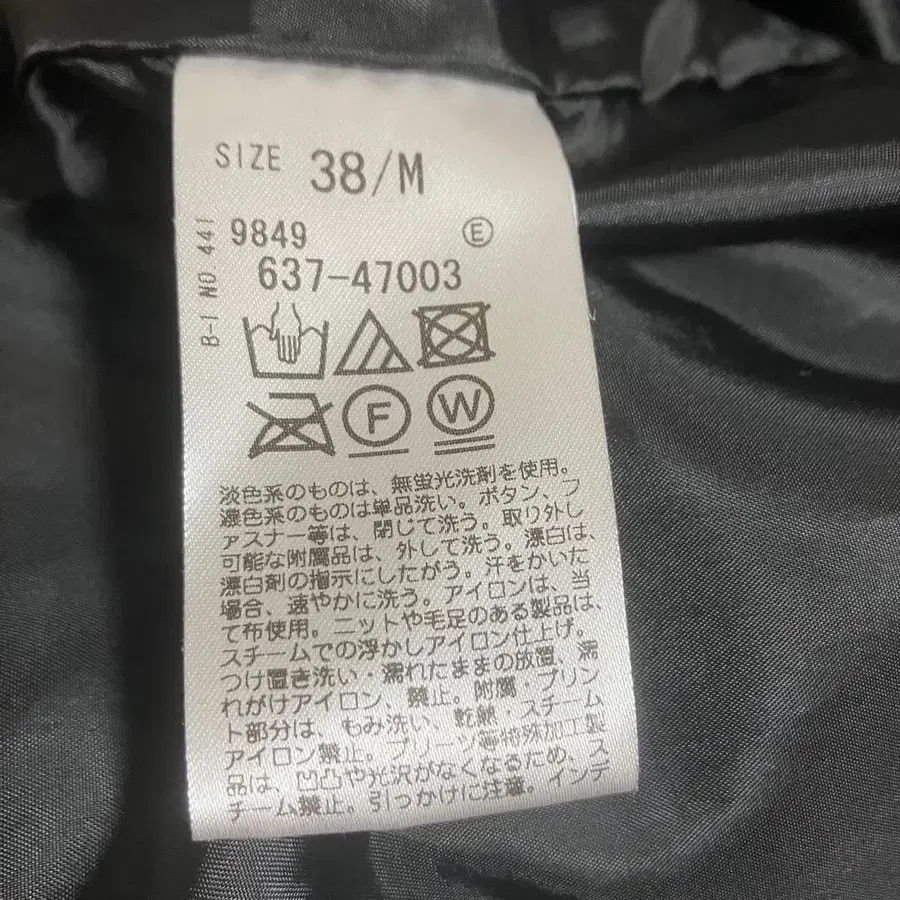 SIZE 38/M
B-I NO 441
9849 E
637-47003
F W
淡色系のものは、無蛍光洗剤を使用。
濃色系のものは単品洗い。ボタン、フ
ァスナー等は、閉じて洗う。取り外し
可能な附属品は、外して洗う。漂白は、
漂白剤の指示にしたがう。汗をかいた
場合、速やかに洗う。アイロンは、当
て布使用。ニットや毛足のある製品は、
スチームでの浮かしアイロン仕上げ。
つけ置き洗い・濡れたままの放置、濡
れがけアイロン、禁止。附属・プリン
ト部分は、もみ洗い、乾燥・スチーム
アイロン禁止。プリーツ等特殊加工製
品は、凹凸や光沢がなくなるため、ス
チーム禁止。引っかけに注意。インデ